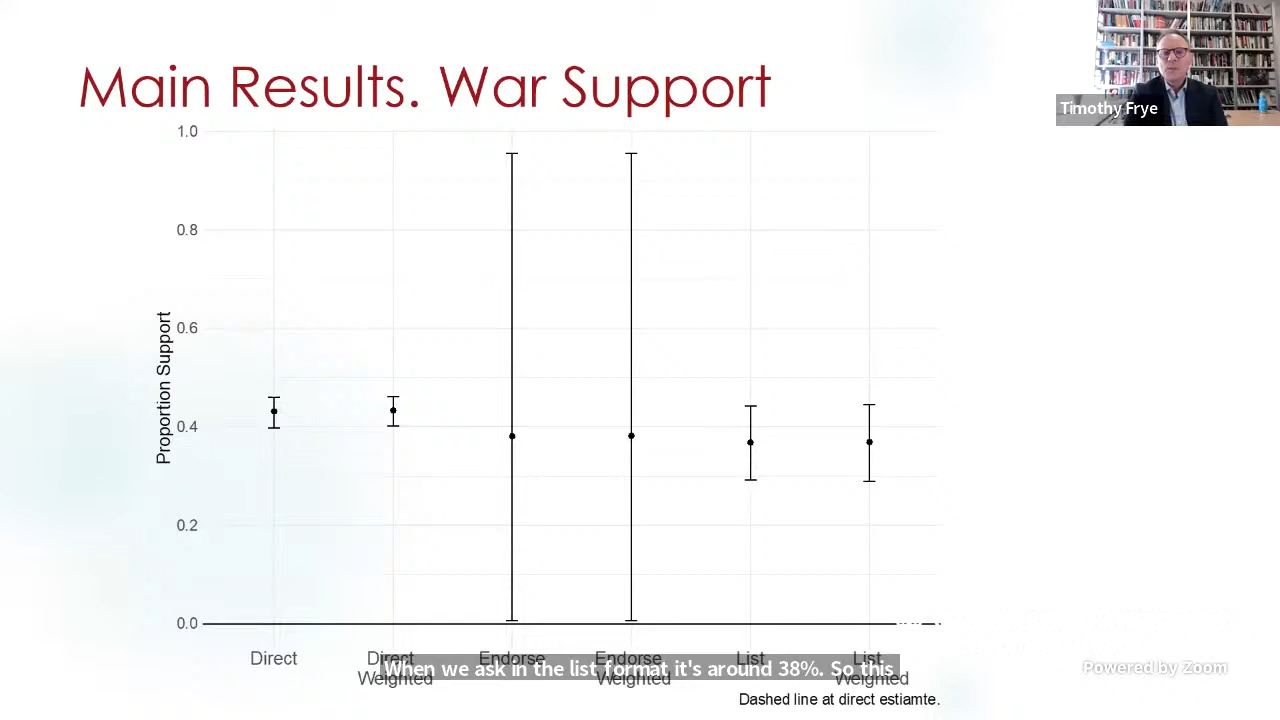 Main Results. War Support
Timothy Frye
1.0
0.8
0.6
0.4
0.2
0.0
Proportion Support
Direct
Direct
Weighted
Endorse
Endorse
Weighted
List
List
Weighted
When we ask in the list format it's around 38%. So this
Dashed line at direct estiamte.
Powered by Zoom